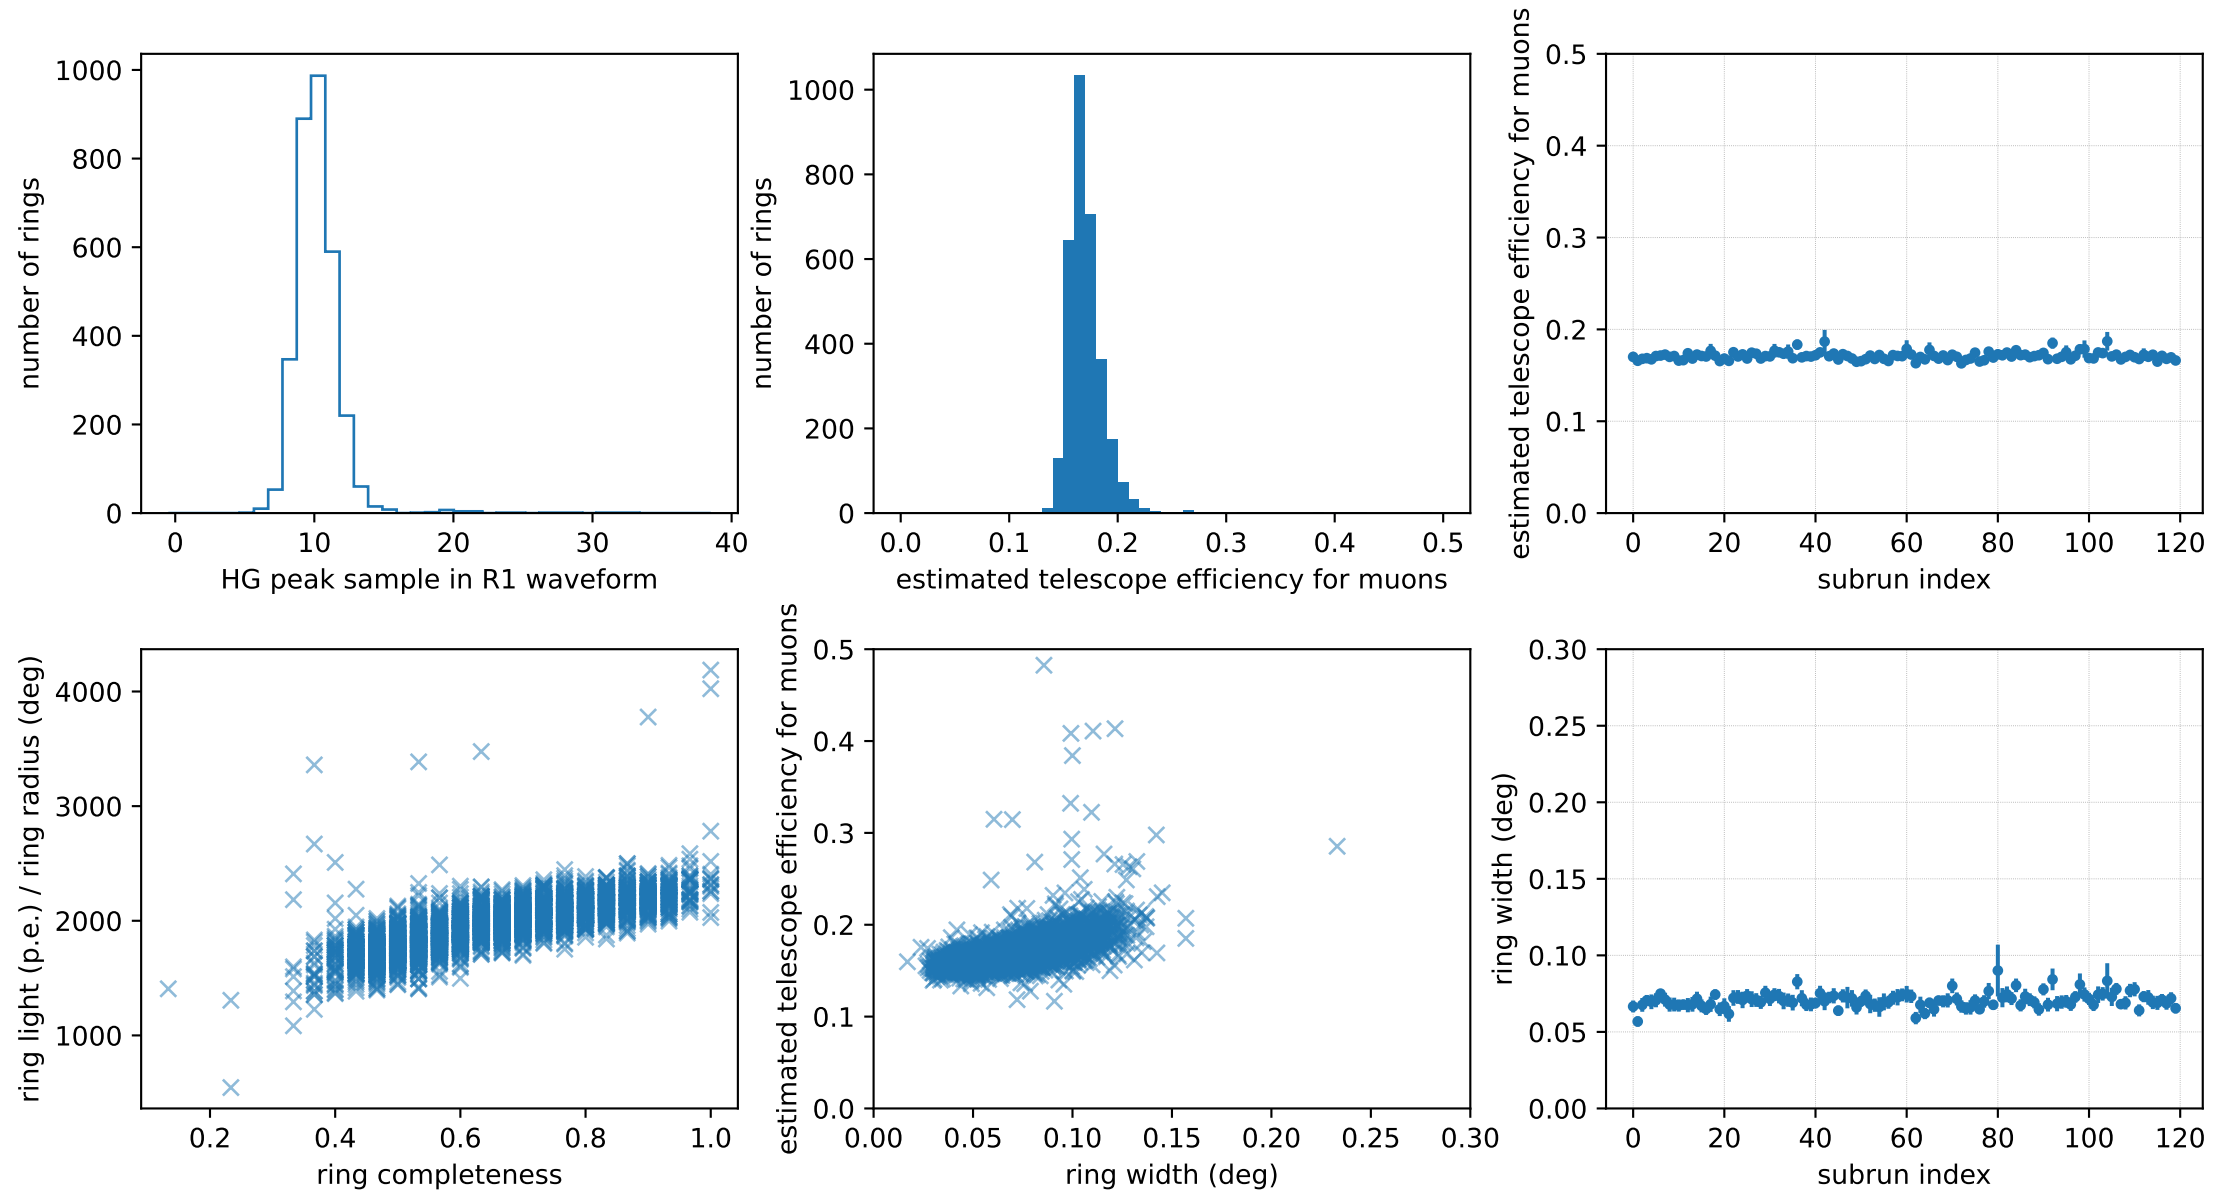 1000
800
600
400
200
0
number of rings
0 10 20 30 40
HG peak sample in R1 waveform
1000
800
600
400
200
0
number of rings
0.0 0.1 0.2 0.3 0.4 0.5
estimated telescope efficiency for muons
0.5
0.4
0.3
0.2
0.1
0.0
estimated telescope efficiency for muons
0 20 40 60 80 100 120
subrun index
4000
3000
2000
1000
ring light (p.e.) / ring radius (deg)
0.2 0.4 0.6 0.8 1.0
ring completeness
0.5
0.4
0.3
0.2
0.1
0.0
estimated telescope efficiency for muons
0.00 0.05 0.10 0.15 0.20 0.25 0.30
ring width (deg)
0.30
0.25
0.20
0.15
0.10
0.05
0.00
ring width (deg)
0 20 40 60 80 100 120
subrun index